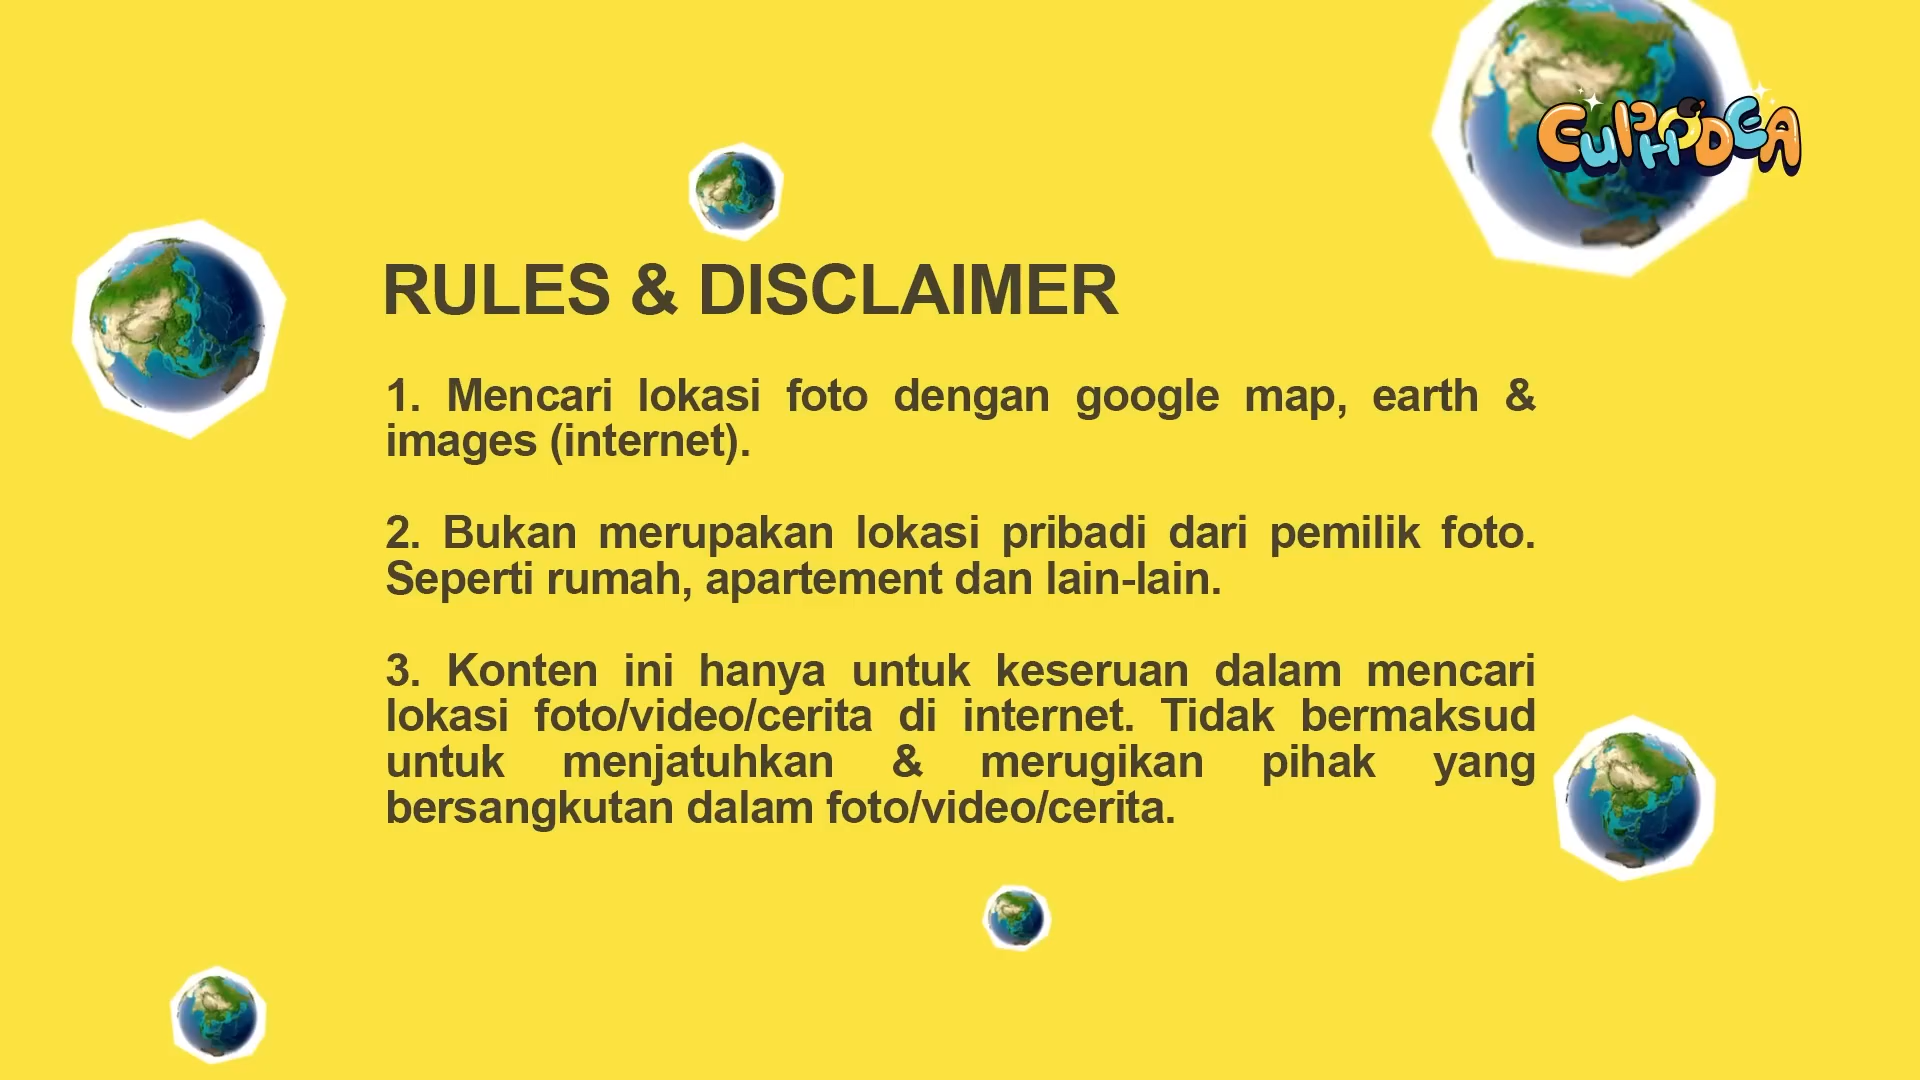 EUPHODEA
RULES & DISCLAIMER
1. Mencari lokasi foto dengan google map, earth &
images (internet).
2. Bukan merupakan lokasi pribadi dari pemilik foto.
Seperti rumah, apartement dan lain-lain.
3. Konten ini hanya untuk keseruan dalam mencari
lokasi foto/video/cerita di internet. Tidak bermaksud
untuk menjatuhkan & merugikan pihak yang
bersangkutan dalam foto/video/cerita.